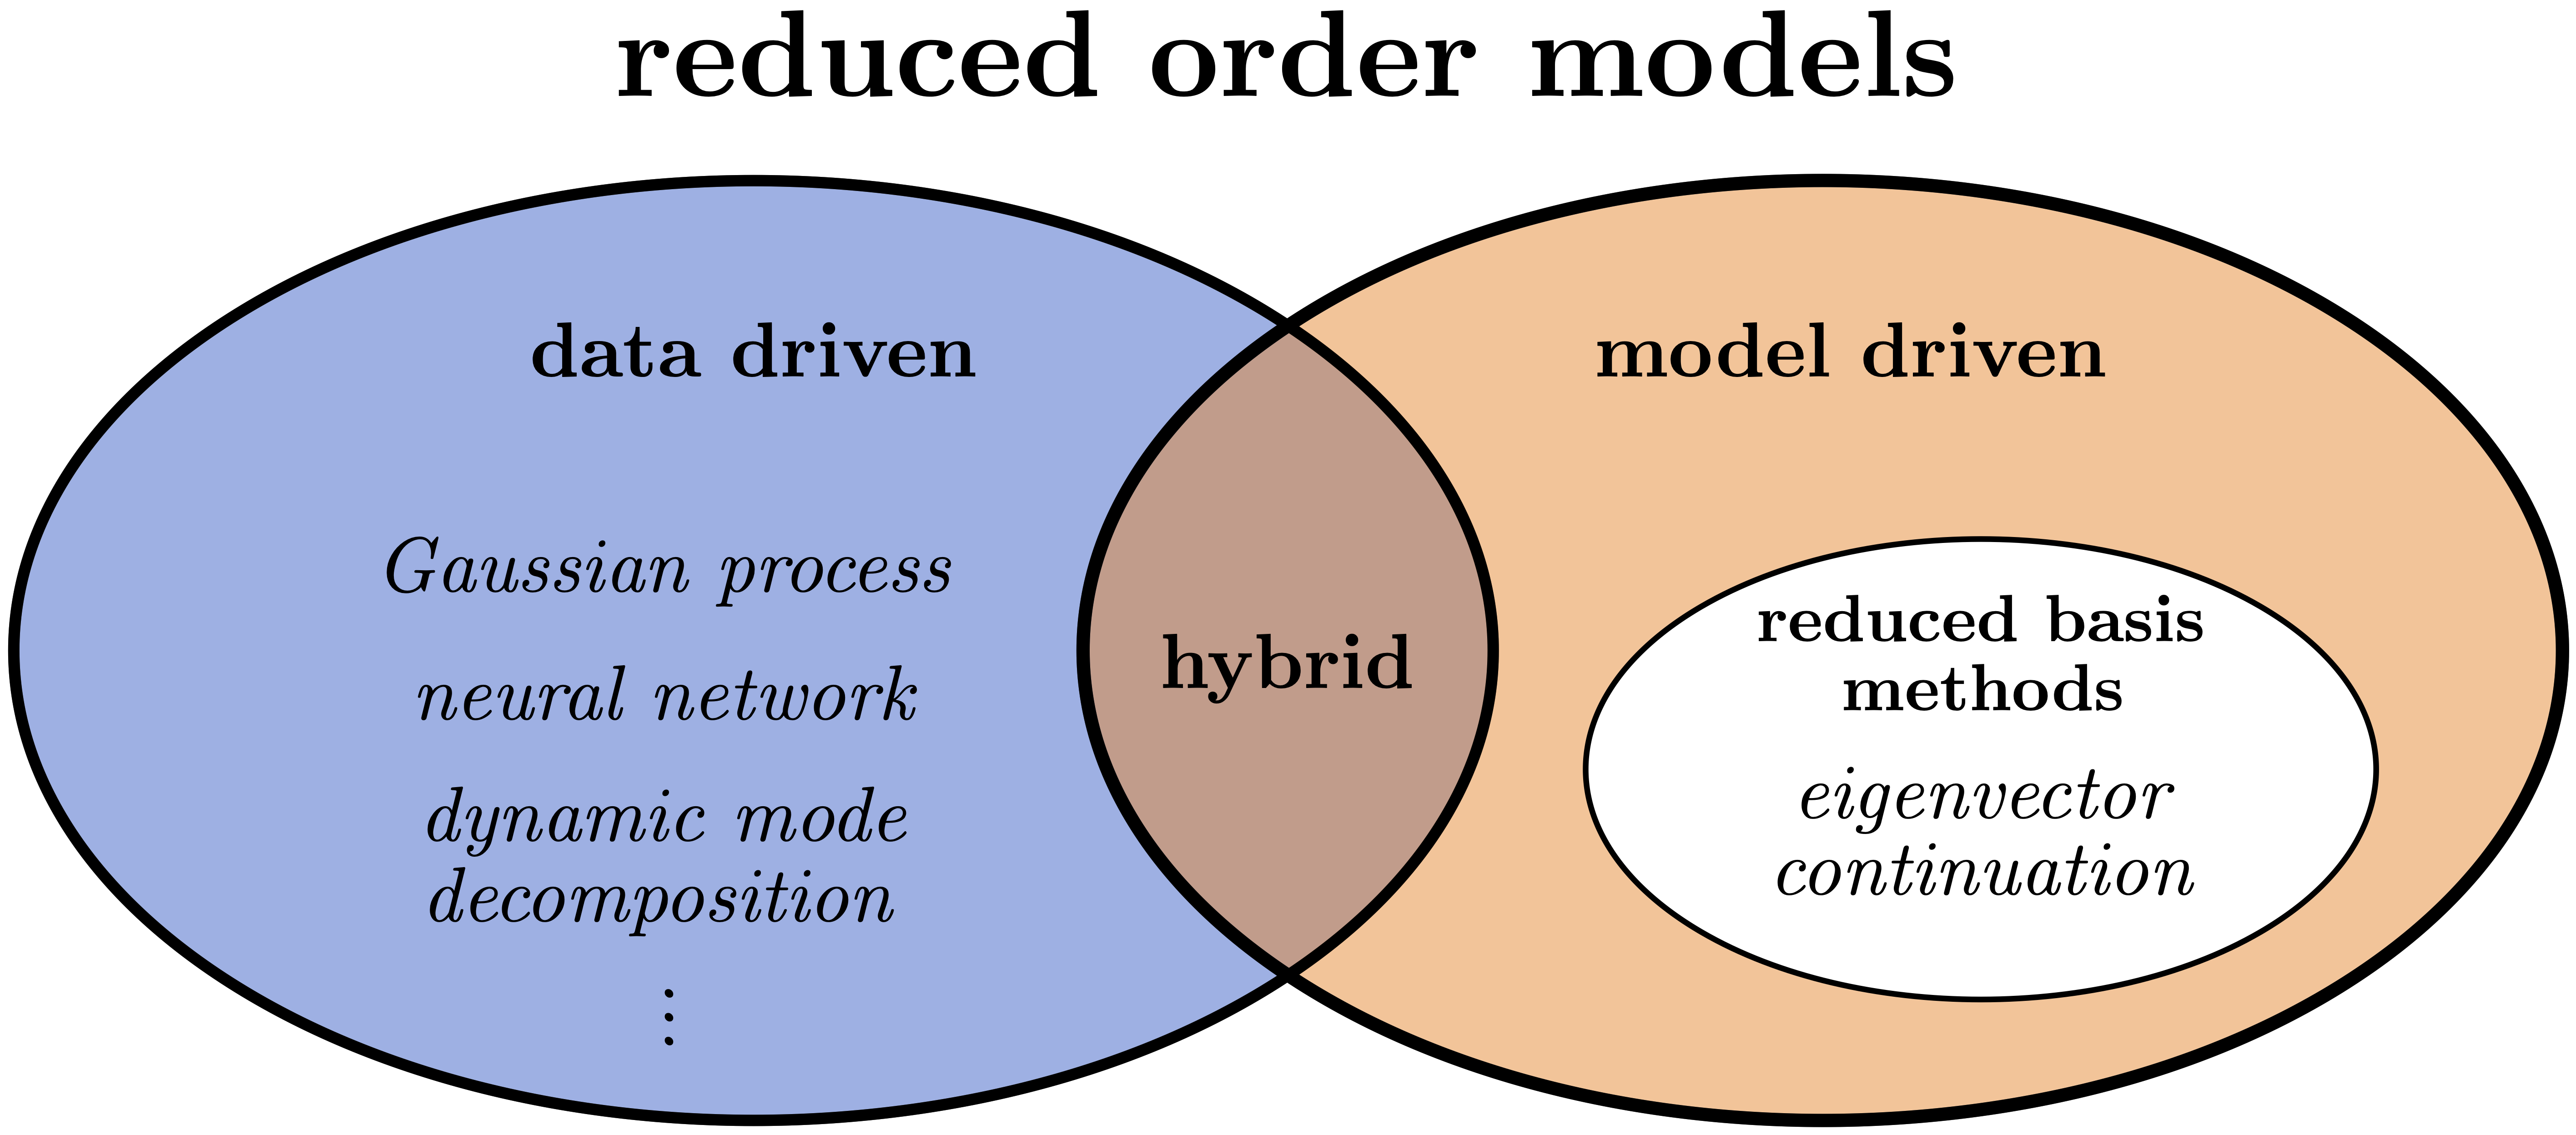 reduced order models
data driven
Gaussian process
neural network
dynamic mode
decomposition
⋮
hybrid
model driven
reduced basis
methods
eigenvector
continuation